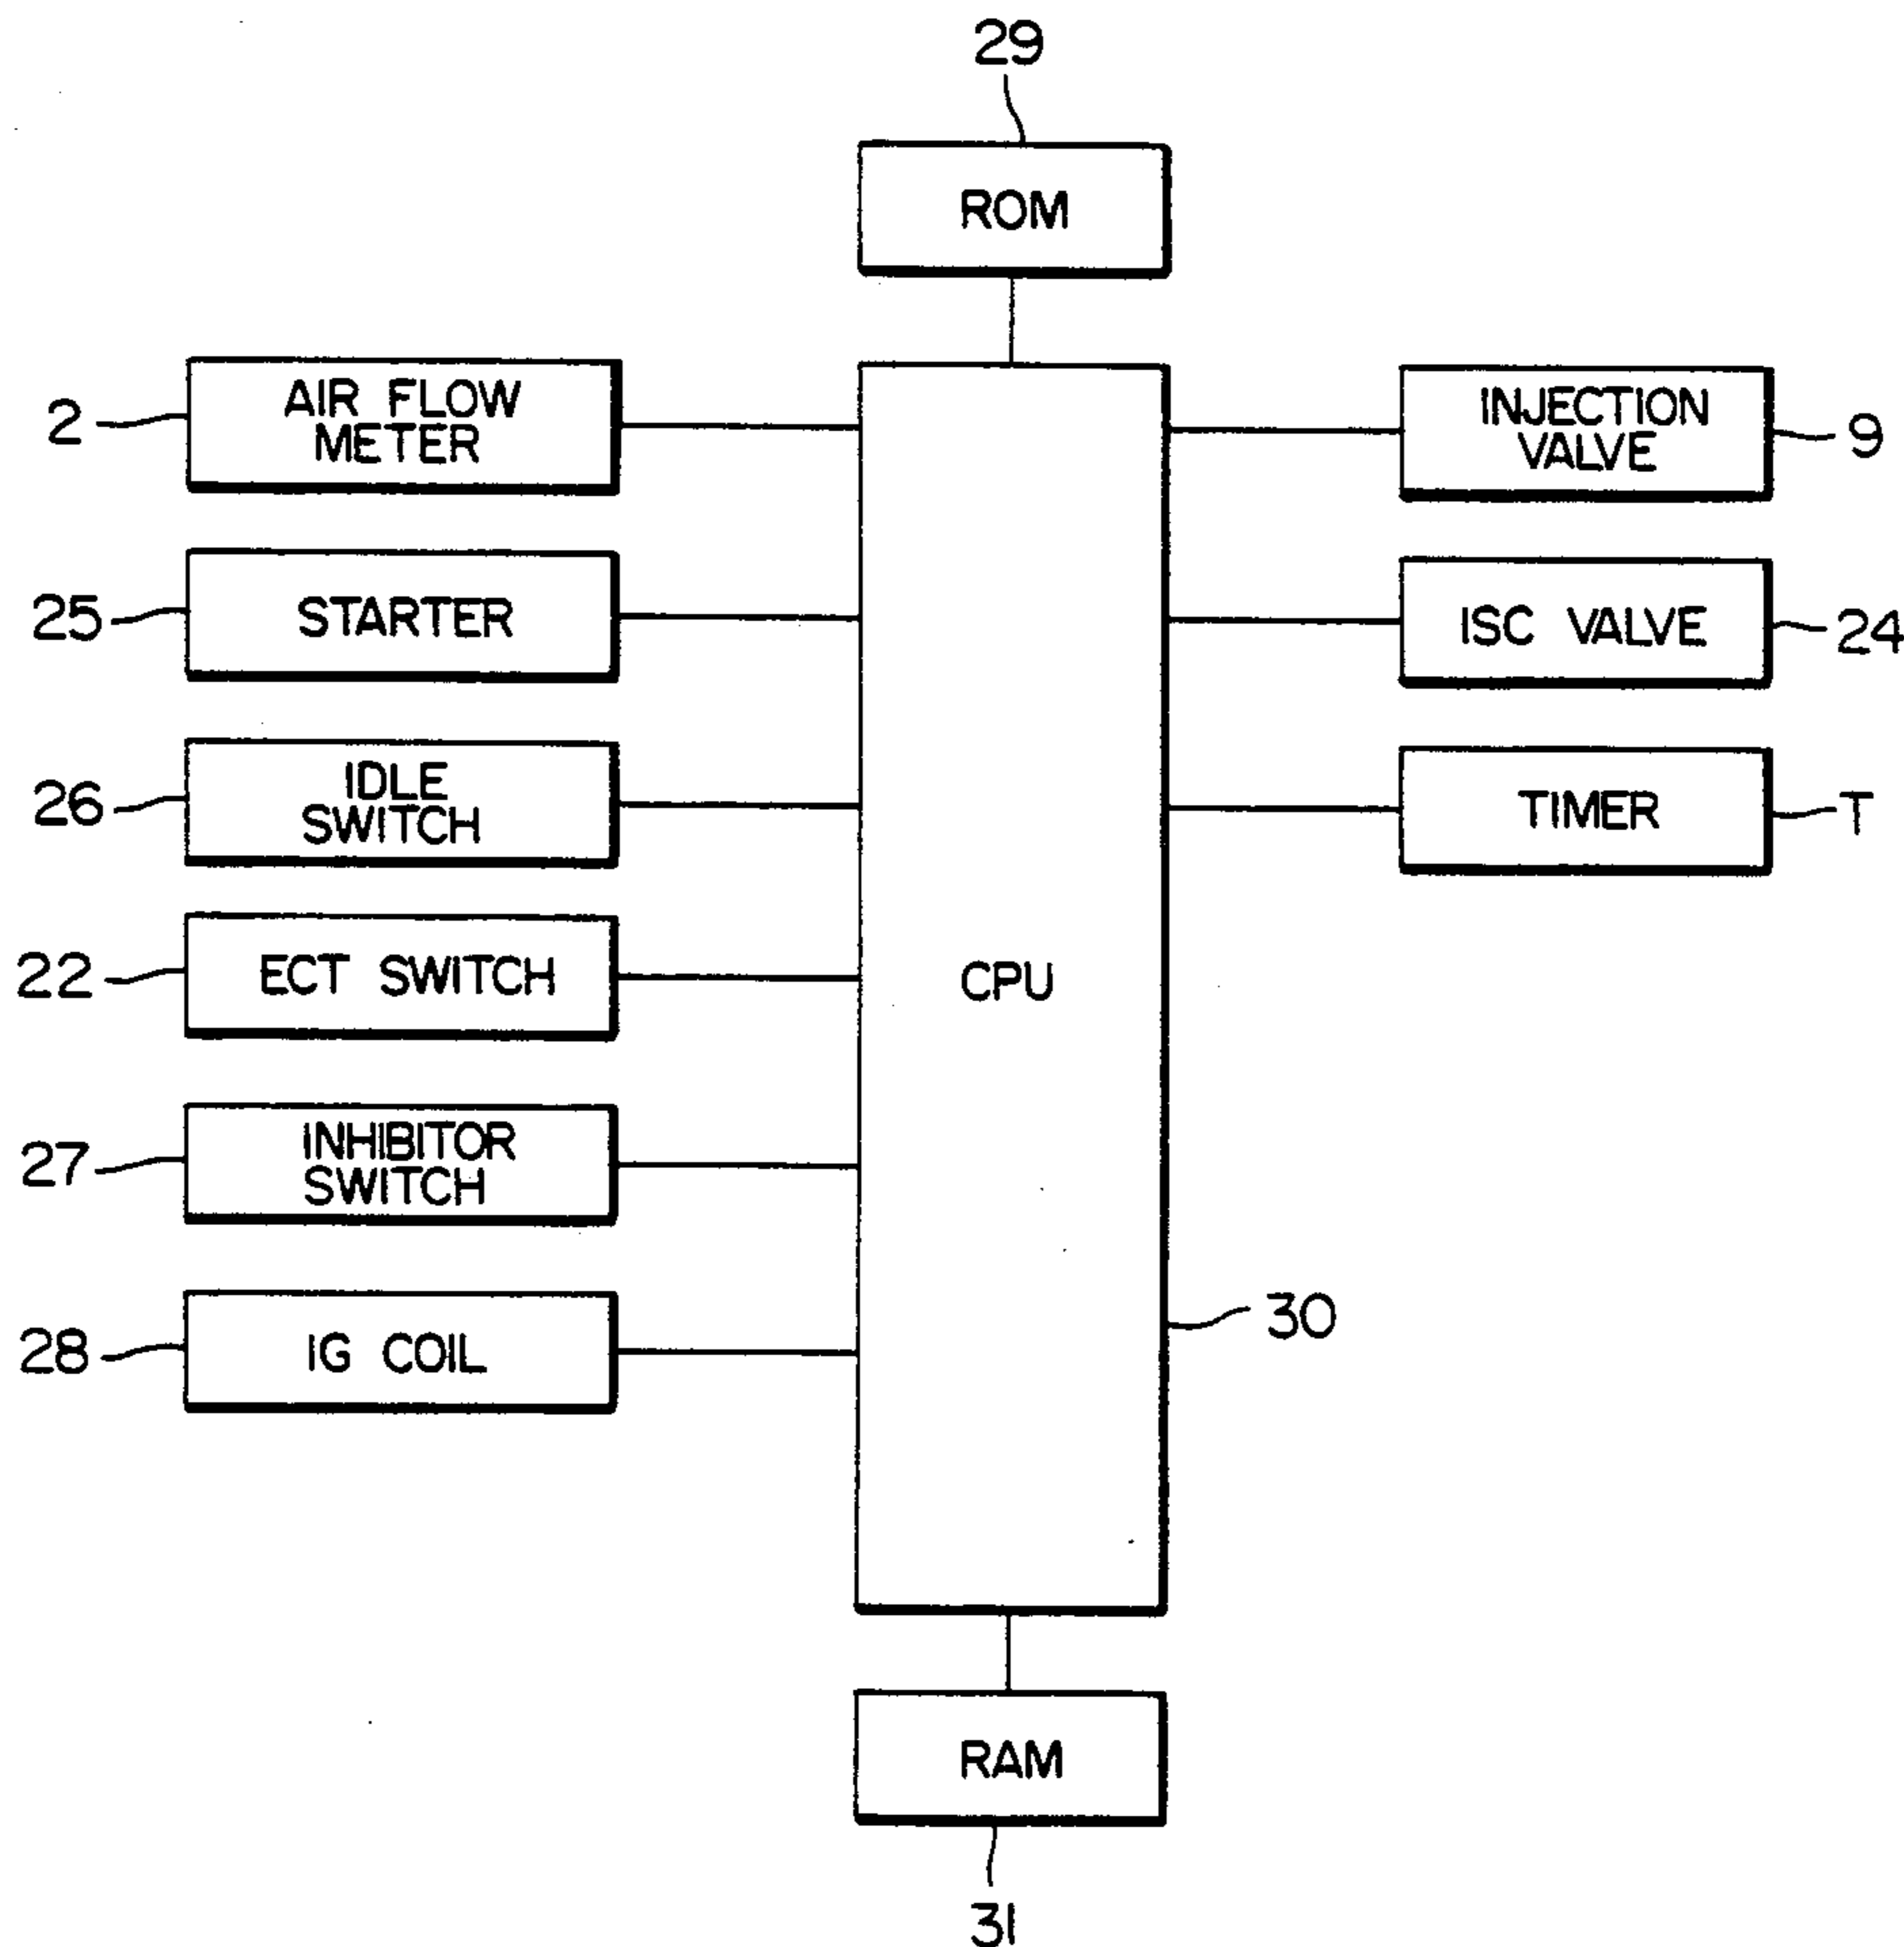 29
ROM
2
AIR FLOW
METER
INJECTION
VALVE
9
25
STARTER
ISC VALVE
24
26
IDLE
SWITCH
TIMER
T
22
ECT SWITCH
CPU
27
INHIBITOR
SWITCH
28
IG COIL
30
RAM
31